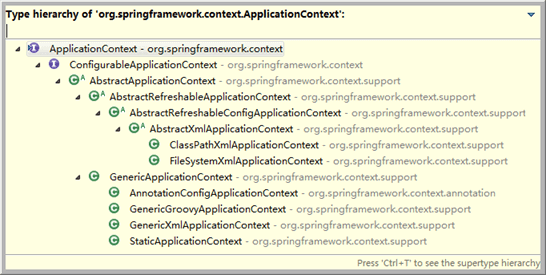 Type hierarchy of 'org.springframework.context.ApplicationContext':
ApplicationContext - org.springframework.context
ConfigurableApplicationContext - org.springframework.context
A AbstractApplicationContext - org.springframework.context.support
A AbstractRefreshableApplicationContext - org.springframework.context.support
A AbstractRefreshableConfigApplicationContext - org.springframework.context.support
A AbstractXmlApplicationContext - org.springframework.context.support
ClassPathXmlApplicationContext - org.springframework.context.support
FileSystemXmlApplicationContext - org.springframework.context.support
GenericApplicationContext - org.springframework.context.support
AnnotationConfigApplicationContext - org.springframework.context.annotation
GenericGroovyApplicationContext - org.springframework.context.support
GenericXmlApplicationContext - org.springframework.context.support
StaticApplicationContext - org.springframework.context.support
Press 'Ctrl+T' to see the supertype hierarchy